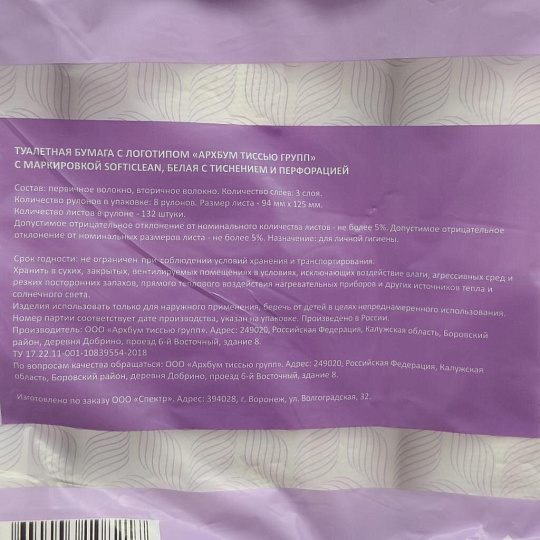 ТУАЛЕТНАЯ БУМАГА С ЛОГОТИПОМ «АРХБУМ ТИССЬЮ ГРУПП»
С МАРКИРОВКОЙ SOFTICLEAN, БЕЛАЯ С ТИСНЕНИЕМ И ПЕРФОРАЦИЕЙ
Состав: первичное волокно, вторичное волокно. Количество слоев: 3 слоя.
Количество рулонов в упаковке: 8 рулонов. Размер листа - 94 мм х 125 мм.
Количество листов в рулоне - 132 штуки.
Допустимое отрицательное отклонение от номинального количества листов - не более 5%. Допустимое отрицательное
отклонение от номинальных размеров листа - не более 5%. Назначение: для личной гигиены.
Срок годности: не ограничен при соблюдении условий хранения и транспортирования.
Хранить в сухих, закрытых, вентилируемых помещениях в условиях, исключающих воздействие влаги, агрессивных сред и
резких посторонних запахов, прямого теплового воздействия нагревательных приборов и других источников тепла и
солнечного света.
Изделия использовать только для наружного применения, беречь от детей в целях непреднамеренного использования.
Номер партии соответствует дате производства, указан на упаковке. Произведено в России.
Производитель: ООО «Архбум тиссью групп». Адрес: 249020, Российская Федерация, Калужская область, Боровский
район, деревня Добрино, проезд 6-й Восточный, здание 8.
ТУ 17.22.11-001-10839554-2018
По вопросам качества обращаться: ООО «Архбум тиссью групп». Адрес: 249020, Российская Федерация, Калужская
область, Боровский район, деревня Добрино, проезд 6-й Восточный, здание 8.
Изготовлено по заказу ООО «Спектр». Адрес: 394028, г. Воронеж, ул. Волгоградская, 32.